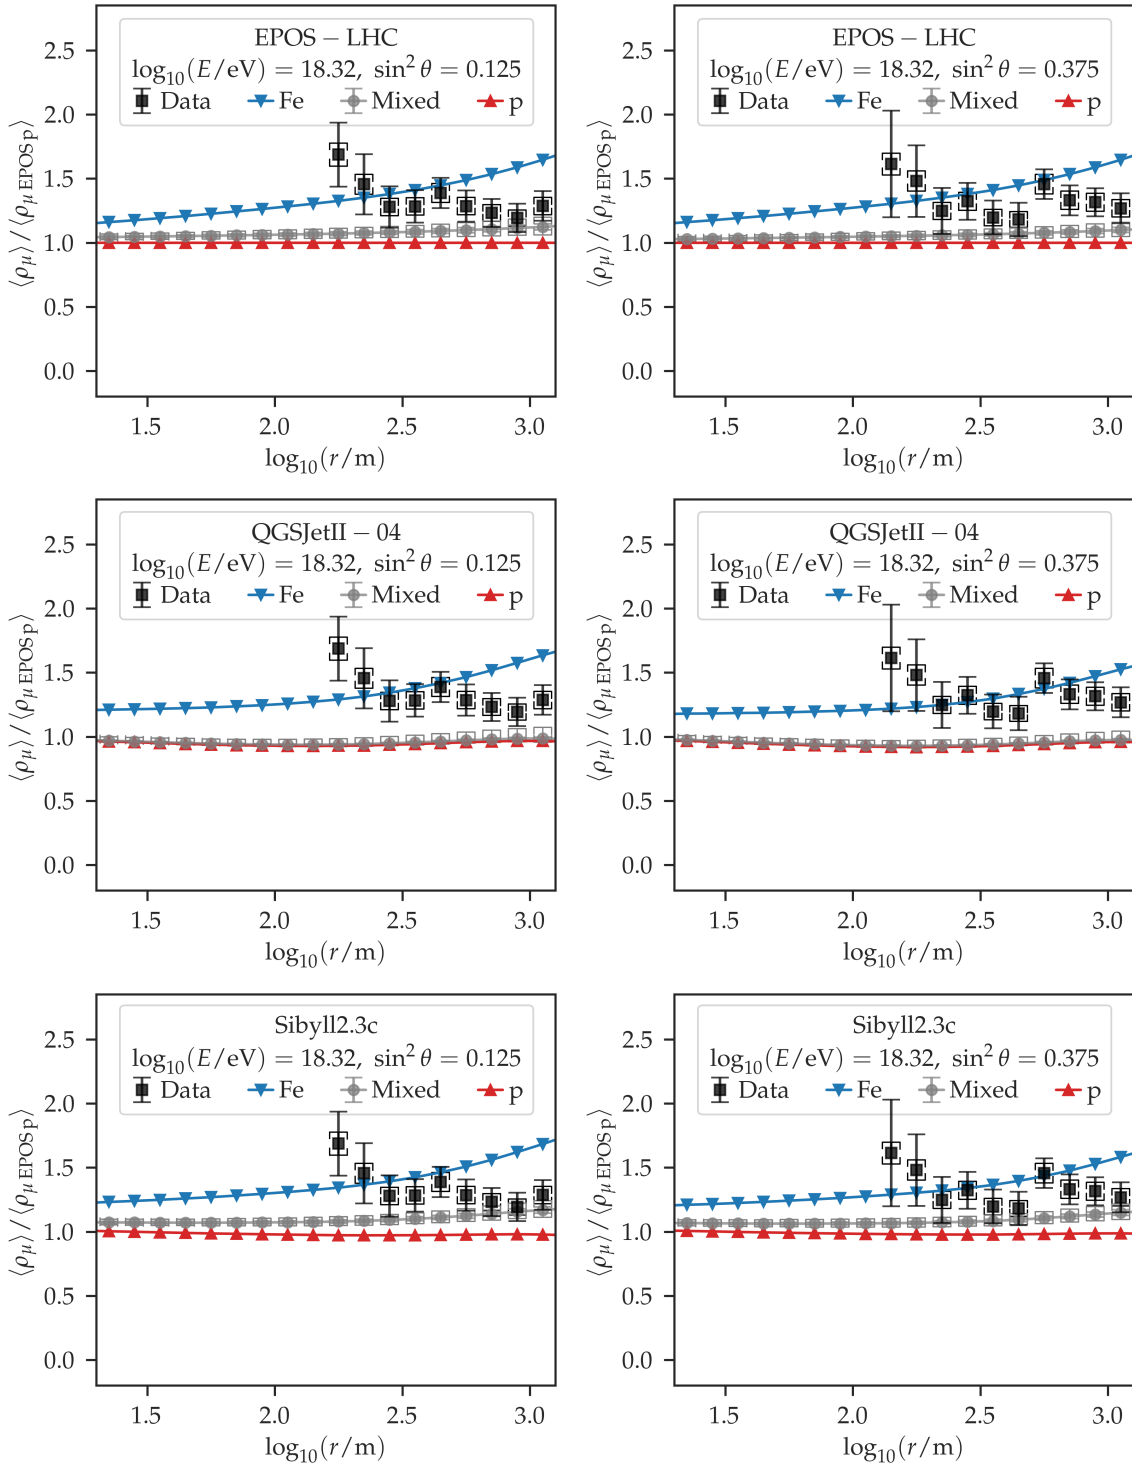 EPOS – LHC
log₁₀(E/eV) = 18.32, sin² θ = 0.125
Data Fe Mixed p
2.5
2.0
1.5
1.0
0.5
0.0
⟨ρμ⟩ / ⟨ρμ EPOS p⟩
1.5 2.0 2.5 3.0
log₁₀(r/m)
EPOS – LHC
log₁₀(E/eV) = 18.32, sin² θ = 0.375
Data Fe Mixed p
2.5
2.0
1.5
1.0
0.5
0.0
⟨ρμ⟩ / ⟨ρμ EPOS p⟩
1.5 2.0 2.5 3.0
log₁₀(r/m)
QGSJetII – 04
log₁₀(E/eV) = 18.32, sin² θ = 0.125
Data Fe Mixed p
2.5
2.0
1.5
1.0
0.5
0.0
⟨ρμ⟩ / ⟨ρμ EPOS p⟩
1.5 2.0 2.5 3.0
log₁₀(r/m)
QGSJetII – 04
log₁₀(E/eV) = 18.32, sin² θ = 0.375
Data Fe Mixed p
2.5
2.0
1.5
1.0
0.5
0.0
⟨ρμ⟩ / ⟨ρμ EPOS p⟩
1.5 2.0 2.5 3.0
log₁₀(r/m)
Sibyll2.3c
log₁₀(E/eV) = 18.32, sin² θ = 0.125
Data Fe Mixed p
2.5
2.0
1.5
1.0
0.5
0.0
⟨ρμ⟩ / ⟨ρμ EPOS p⟩
1.5 2.0 2.5 3.0
log₁₀(r/m)
Sibyll2.3c
log₁₀(E/eV) = 18.32, sin² θ = 0.375
Data Fe Mixed p
2.5
2.0
1.5
1.0
0.5
0.0
⟨ρμ⟩ / ⟨ρμ EPOS p⟩
1.5 2.0 2.5 3.0
log₁₀(r/m)